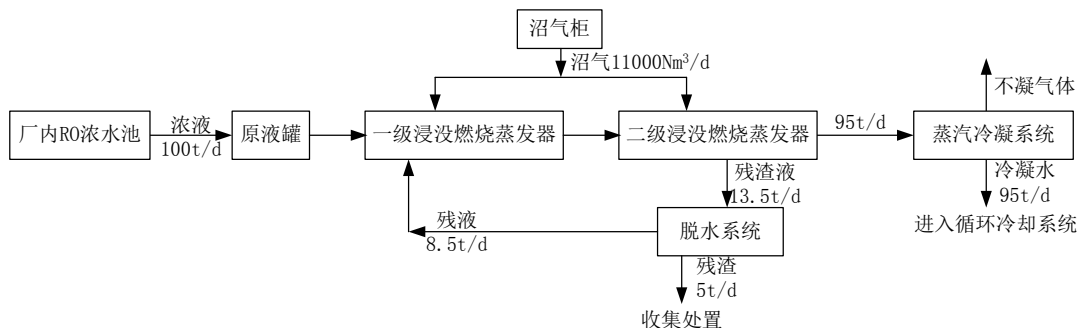 沼气柜
沼气11000Nm³/d
不凝气体
厂内RO浓水池
浓液
100t/d
原液罐
一级浸没燃烧蒸发器
二级浸没燃烧蒸发器
95t/d
蒸汽冷凝系统
残渣液
13.5t/d
冷凝水
95t/d
进入循环冷却系统
残液
8.5t/d
脱水系统
残渣
5t/d
收集处置